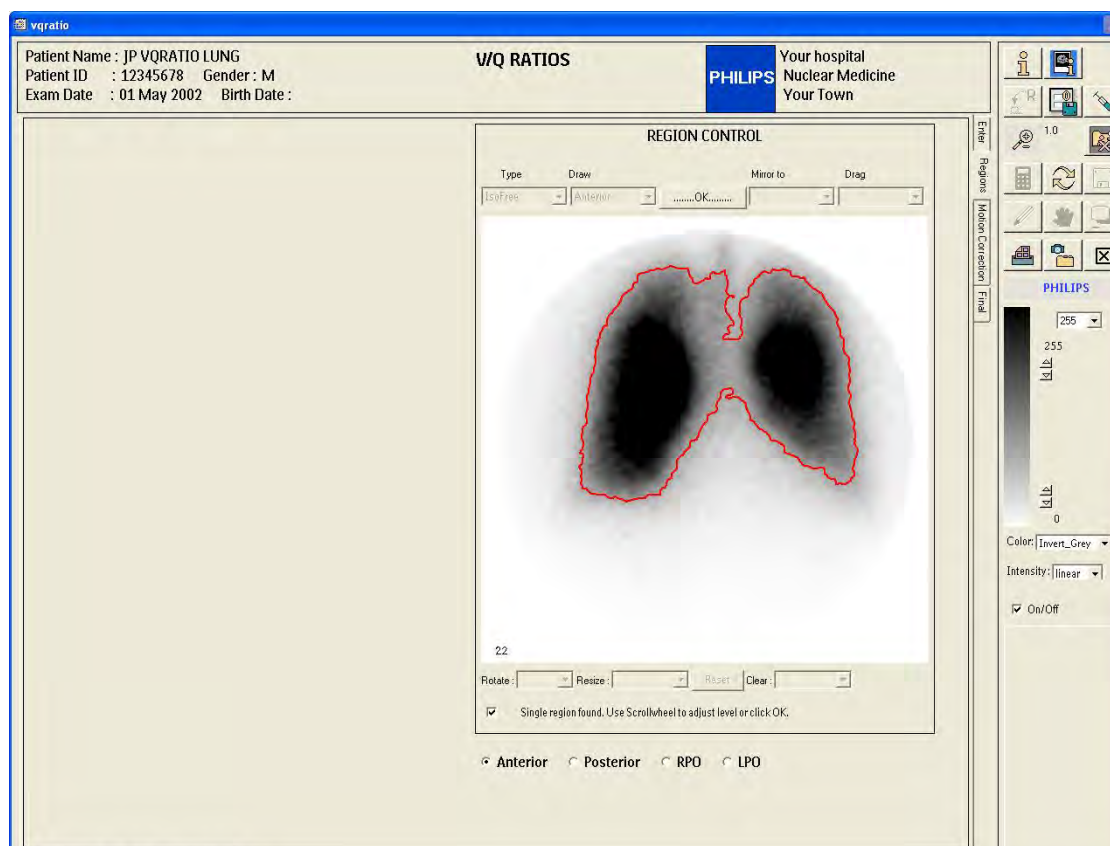 vqratio
Patient Name : JP VQRATIO LUNG
Patient ID : 12345678 Gender : M
Exam Date : 01 May 2002 Birth Date :
V/Q RATIOS
PHILIPS
Your hospital
Nuclear Medicine
Your Town
REGION CONTROL
Type Draw Mirror to Drag
IsoFree Anterior ........OK........
22
Rotate : Resize : Reset Clear :
Single region found. Use Scrollwheel to adjust level or click OK.
Anterior Posterior RPO LPO
Enter
Regions
Motion Correction
Final
1.0
PHILIPS
255
255
0
Color: Invert_Grey
Intensity: linear
On/Off